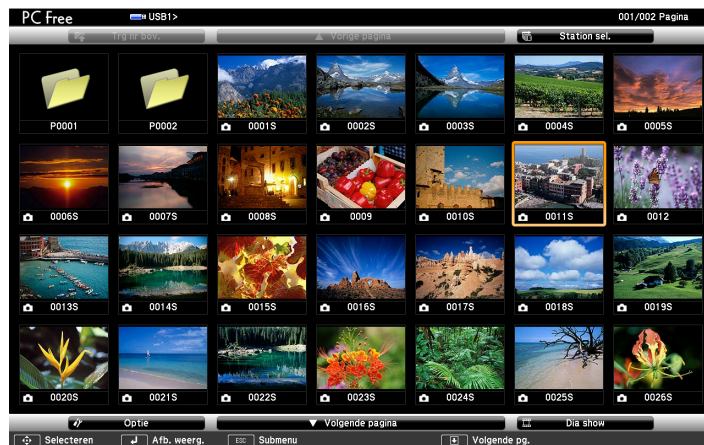 PC Free USB1> 001/002 Pagina
Trg nr bov. Vorige pagina Station sel.
P0001 P0002 0001S 0002S 0003S 0004S 0005S
0006S 0007S 0008S 0009 0010S 0011S 0012
0013S 0014S 0015S 0016S 0017S 0018S 0019S
0020S 0021S 0022S 0023S 0024S 0025S 0026S
Optie Volgende pagina Dia show
Selecteren Afb. weerg. ESC Submenu Volgende pg.